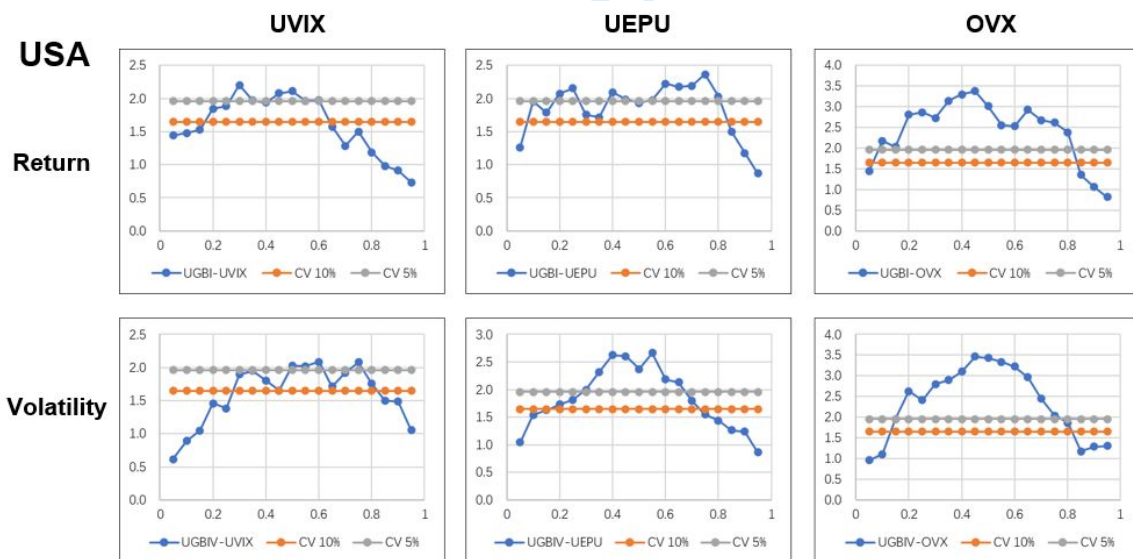 UVIX UEPU OVX
USA
Return
2.5 2.0 1.5 1.0 0.5 0.0
0 0.2 0.4 0.6 0.8 1
UGBI-UVIX CV 10% CV 5%
2.5 2.0 1.5 1.0 0.5 0.0
0 0.2 0.4 0.6 0.8 1
UGBI-UEPU CV 10% CV 5%
4.0 3.5 3.0 2.5 2.0 1.5 1.0 0.5 0.0
0 0.2 0.4 0.6 0.8 1
UGBI-OVX CV 10% CV 5%
Volatility
2.5 2.0 1.5 1.0 0.5 0.0
0 0.2 0.4 0.6 0.8 1
UGBIV-UVIX CV 10% CV 5%
3.0 2.5 2.0 1.5 1.0 0.5 0.0
0 0.2 0.4 0.6 0.8 1
UGBIV-UEPU CV 10% CV 5%
4.0 3.5 3.0 2.5 2.0 1.5 1.0 0.5 0.0
0 0.2 0.4 0.6 0.8 1
UGBIV-OVX CV 10% CV 5%